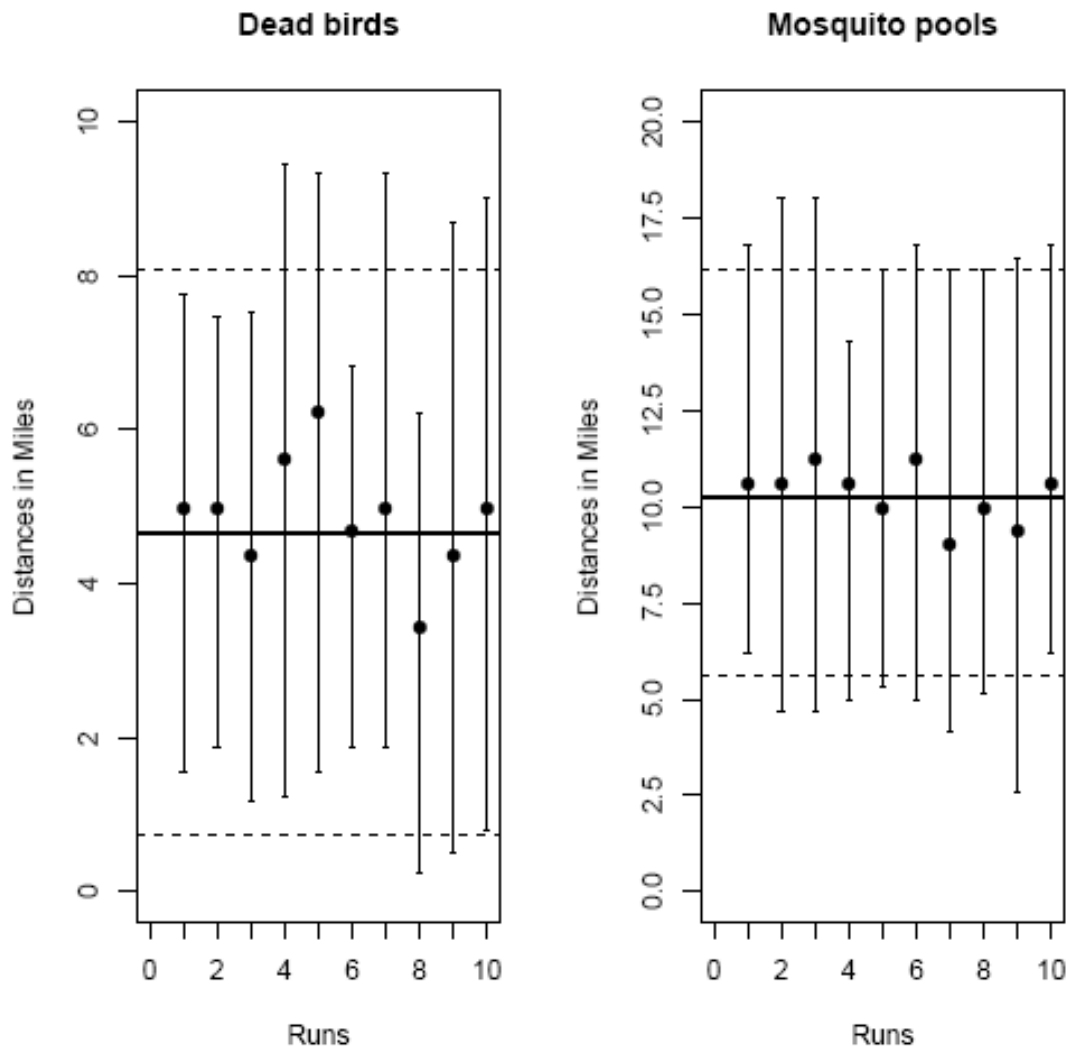 Dead birds
Distances in Miles
10
8
6
4
2
0
0 2 4 6 8 10
Runs
Mosquito pools
Distances in Miles
20.0
17.5
15.0
12.5
10.0
7.5
5.0
2.5
0.0
0 2 4 6 8 10
Runs